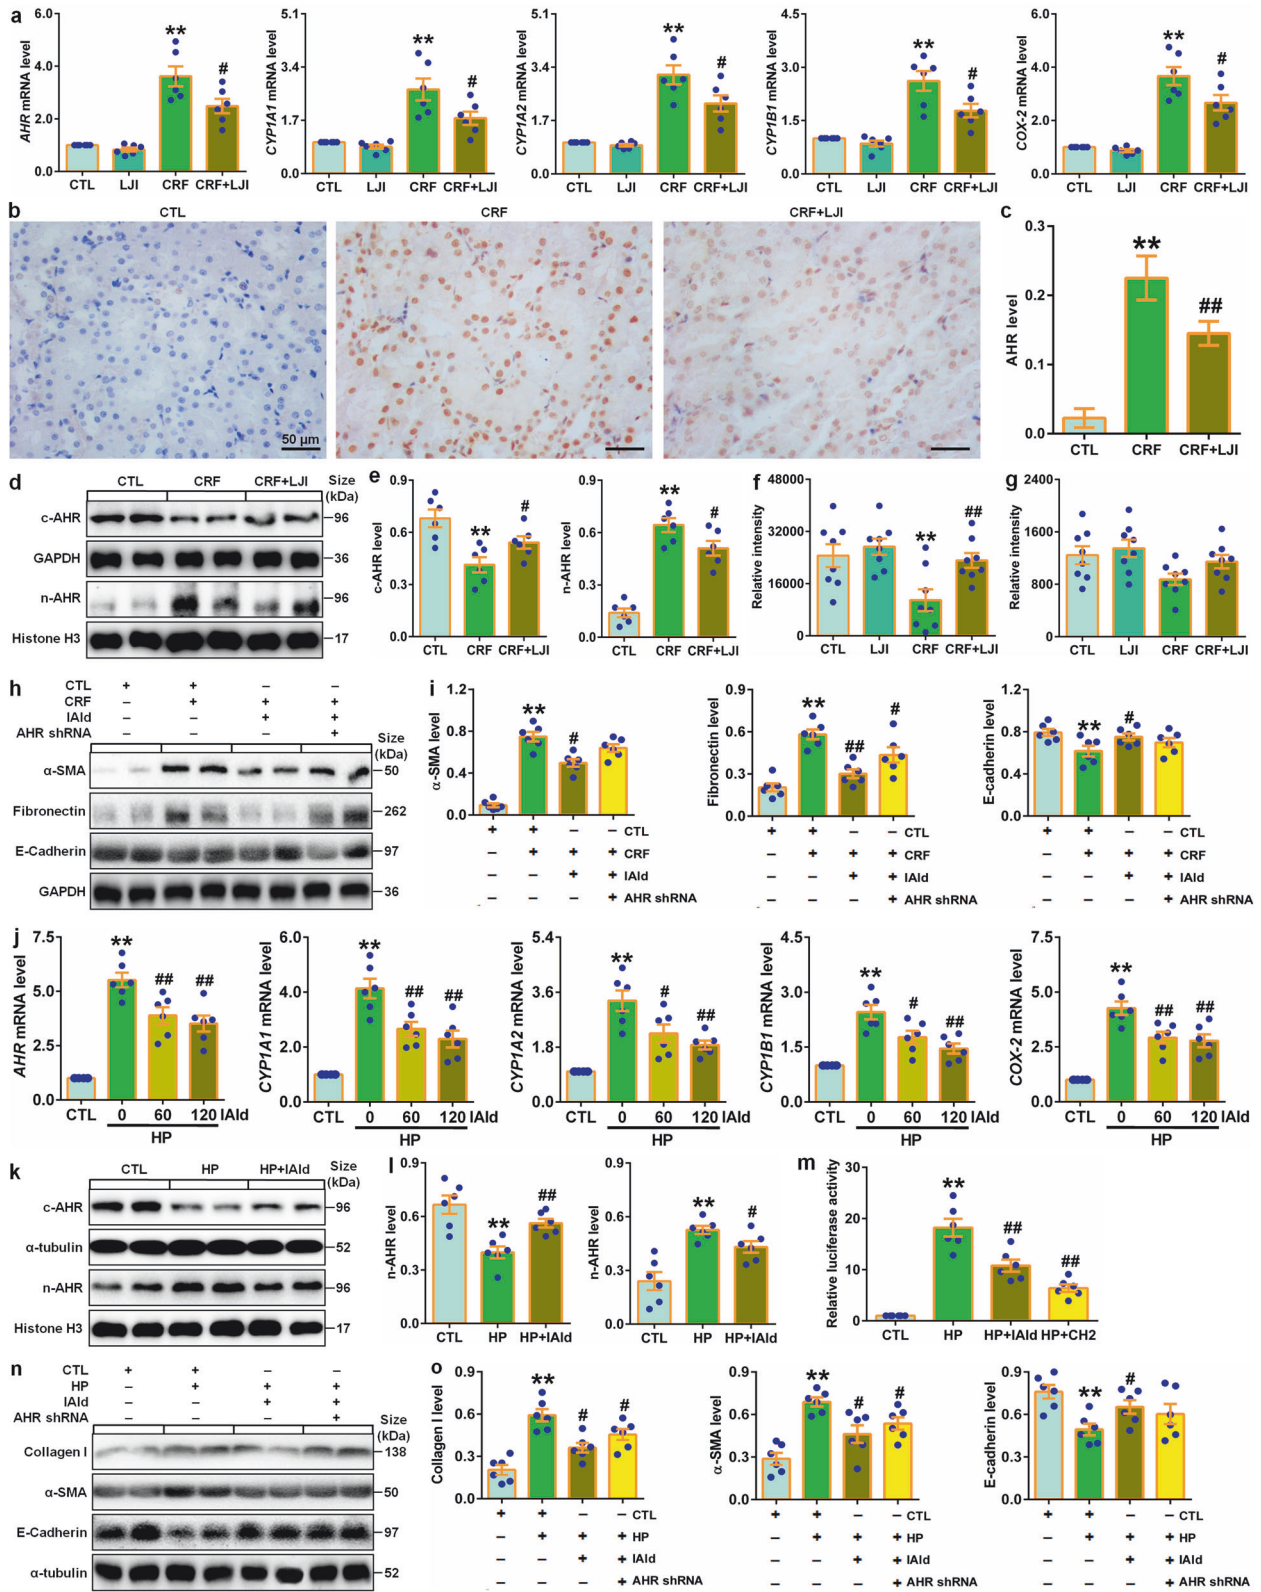 a
AHR mRNA level
6.0
4.0
2.0
0.0
**
#
CTL LJI CRF CRF+LJI
CYP1A1 mRNA level
5.1
3.4
1.7
0.0
**
#
CTL LJI CRF CRF+LJI
CYP1A2 mRNA level
5.1
3.4
1.7
0.0
**
#
CTL LJI CRF CRF+LJI
CYP1B1 mRNA level
4.5
3.0
1.5
0.0
**
#
CTL LJI CRF CRF+LJI
COX-2 mRNA level
6.0
4.0
2.0
0.0
**
#
CTL LJI CRF CRF+LJI
b
CTL CRF CRF+LJI
50 µm
c
AHR level
0.3
0.2
0.1
0.0
**
##
CTL CRF CRF+LJI
d
CTL CRF CRF+LJI Size
(kDa)
c-AHR 96
GAPDH 36
n-AHR 96
Histone H3 17
e
c-AHR level
0.9
0.6
0.3
0.0
**
#
CTL CRF CRF+LJI
n-AHR level
0.9
0.6
0.3
0.0
**
#
CTL CRF CRF+LJI
f
Relative intensity
48000
32000
16000
0
**
##
CTL LJI CRF CRF+LJI
g
Relative intensity
2400
1600
800
0
CTL LJI CRF CRF+LJI
h
CTL + + – –
CRF – + + +
IAld – – + +
AHR shRNA – – – +
Size
(kDa)
α-SMA 50
Fibronectin 262
E-Cadherin 97
GAPDH 36
i
α-SMA level
1.2
0.8
0.4
0.0
**
#
+ + – – CTL
– + + + CRF
– – + + IAld
– – – + AHR shRNA
Fibronectin level
0.9
0.6
0.3
0.0
**
##
#
+ + – – CTL
– + + + CRF
– – + + IAld
– – – + AHR shRNA
E-cadherin level
1.2
0.8
0.4
0.0
**
#
+ + – – CTL
– + + + CRF
– – + + IAld
– – – + AHR shRNA
j
AHR mRNA level
7.5
5.0
2.5
0.0
**
##
##
CTL 0 60 120 IAld
HP
CYP1A1 mRNA level
6.0
4.0
2.0
0.0
**
##
##
CTL 0 60 120 IAld
HP
CYP1A2 mRNA level
5.4
3.6
1.8
0.0
**
#
##
CTL 0 60 120 IAld
HP
CYP1B1 mRNA level
4.5
3.0
1.5
0.0
**
#
##
CTL 0 60 120 IAld
HP
COX-2 mRNA level
7.5
5.0
2.5
0.0
**
##
##
CTL 0 60 120 IAld
HP
k
CTL HP HP+IAld Size
(kDa)
c-AHR 96
α-tubulin 52
n-AHR 96
Histone H3 17
l
n-AHR level
0.9
0.6
0.3
0.0
**
##
CTL HP HP+IAld
n-AHR level
0.9
0.6
0.3
0.0
**
#
CTL HP HP+IAld
m
Relative luciferase activity
30
20
10
0
**
##
##
CTL HP HP+IAld HP+CH2
n
CTL + + – –
HP – + + +
IAld – – + +
AHR shRNA – – – +
Size
(kDa)
Collagen I 138
α-SMA 50
E-Cadherin 97
α-tubulin 52
o
Collagen I level
0.9
0.6
0.3
0.0
**
#
#
+ + – – CTL
– + + + HP
– – + + IAld
– – – + AHR shRNA
α-SMA level
0.9
0.6
0.3
0.0
**
#
#
+ + – – CTL
– + + + HP
– – + + IAld
– – – + AHR shRNA
E-cadherin level
0.9
0.6
0.3
0.0
**
#
+ + – – CTL
– + + + HP
– – + + IAld
– – – + AHR shRNA